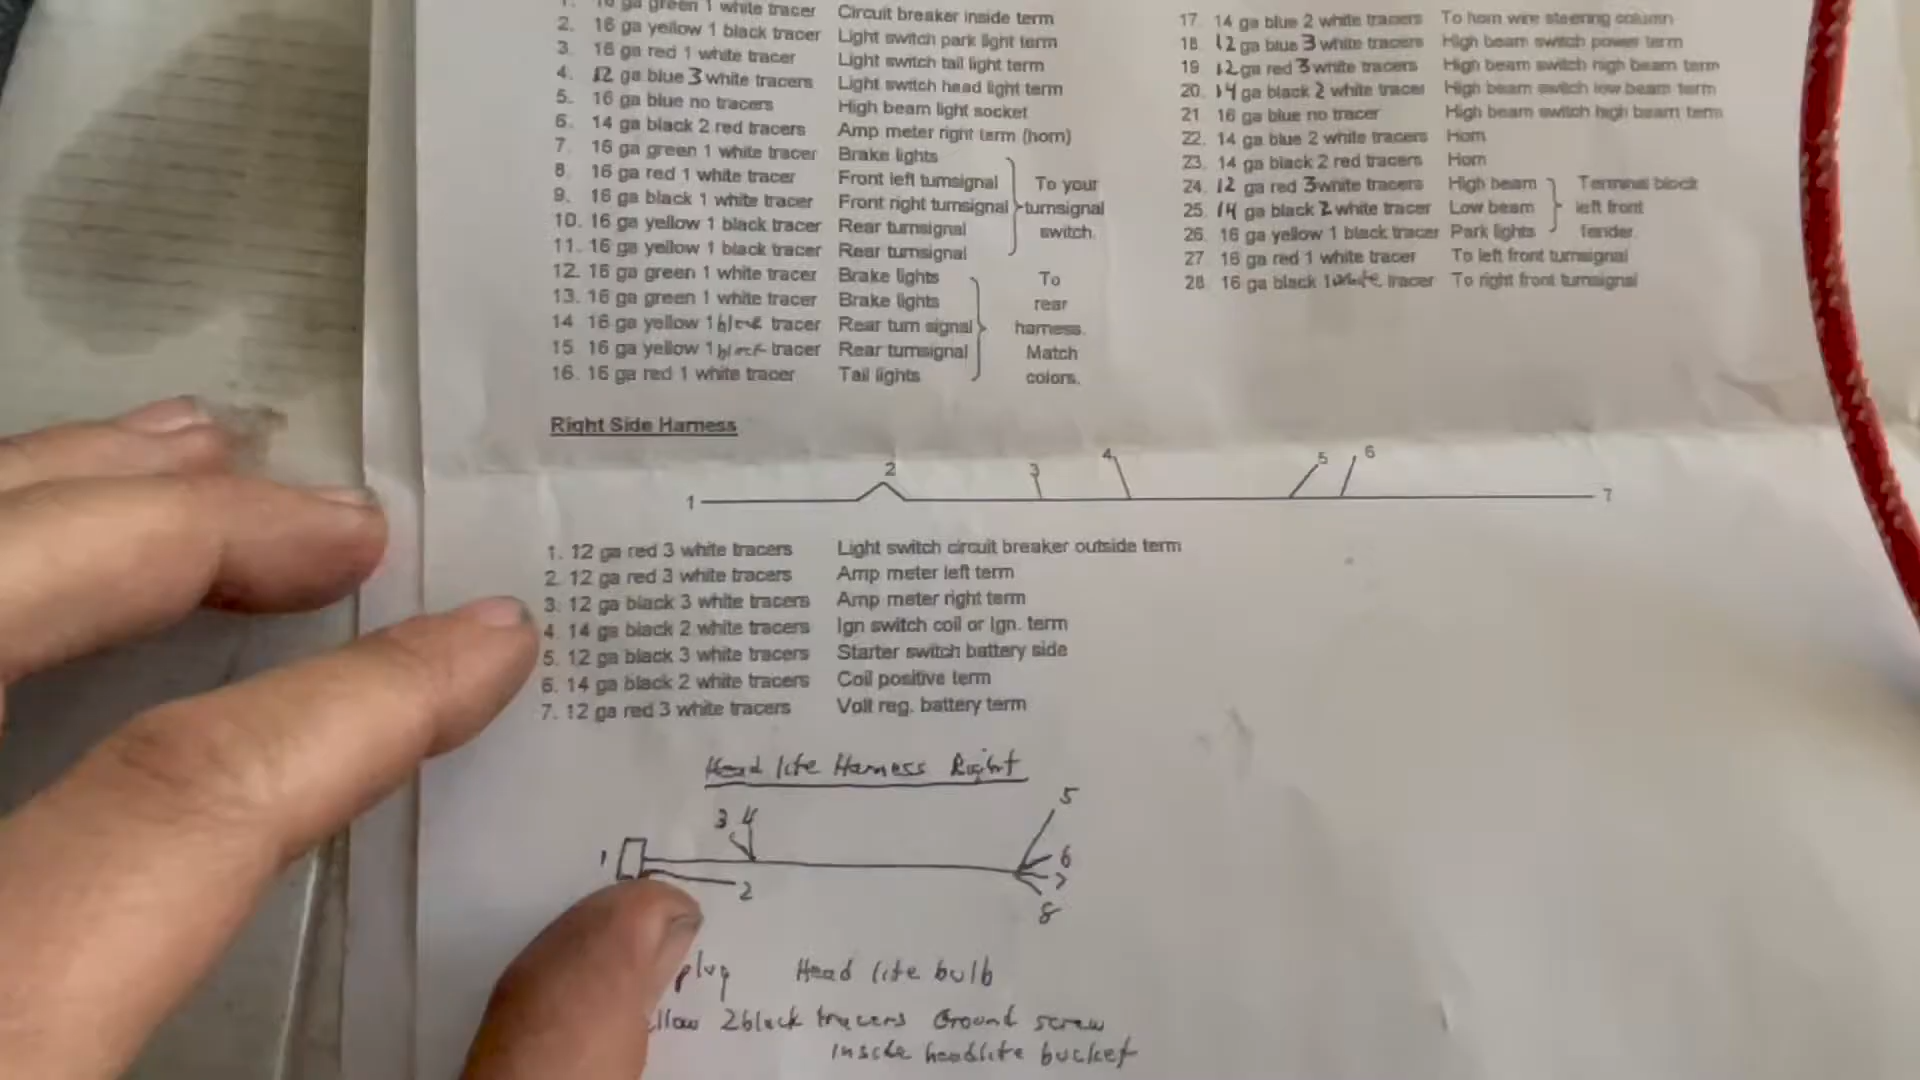 1. 16 ga green 1 white tracer Circuit breaker inside term
2. 16 ga yellow 1 black tracer Light switch park light term
3. 16 ga red 1 white tracer Light switch tail light term
4. 12 ga blue 3 white tracers Light switch head light term
5. 16 ga blue no tracers High beam light socket
6. 14 ga black 2 red tracers Amp meter right term (horn)
7. 16 ga green 1 white tracer Brake lights
8. 16 ga red 1 white tracer Front left turnsignal To your
9. 16 ga black 1 white tracer Front right turnsignal turnsignal
10. 16 ga yellow 1 black tracer Rear turnsignal switch.
11. 16 ga yellow 1 black tracer Rear turnsignal
12. 16 ga green 1 white tracer Brake lights To
13. 16 ga green 1 white tracer Brake lights rear
14 16 ga yellow 1 black tracer Rear turn signal harness.
15. 16 ga yellow 1 black tracer Rear turnsignal Match
16. 16 ga red 1 white tracer Tail lights colors.
17. 14 ga blue 2 white tracers To horn wire steering column
18. 12 ga blue 3 white tracers High beam switch power term
19. 12 ga red 3 white tracers High beam switch high beam term
20. 14 ga black 2 white tracer High beam switch low beam term
21 16 ga blue no tracer High beam switch high beam term
22. 14 ga blue 2 white tracers Horn
23. 14 ga black 2 red tracers Horn
24. 12 ga red 3 white tracers High beam Terminal block
25. 14 ga black 2 white tracer Low beam left front
26. 16 ga yellow 1 black tracer Park lights fender.
27. 16 ga red 1 white tracer To left front turnsignal
28. 16 ga black 1 white tracer To right front turnsignal
Right Side Harness
1 2 3 4 5 6 7
1. 12 ga red 3 white tracers Light switch circuit breaker outside term
2. 12 ga red 3 white tracers Amp meter left term
3. 12 ga black 3 white tracers Amp meter right term
4. 14 ga black 2 white tracers Ign switch coil or Ign. term
5. 12 ga black 3 white tracers Starter switch battery side
6. 14 ga black 2 white tracers Coil positive term
7. 12 ga red 3 white tracers Volt reg. battery term
Head lite Harness Right
1 2 3 4 5 6 7 8
plug Head lite bulb
llow 2 black tracers Ground screw
inside headlite bucket